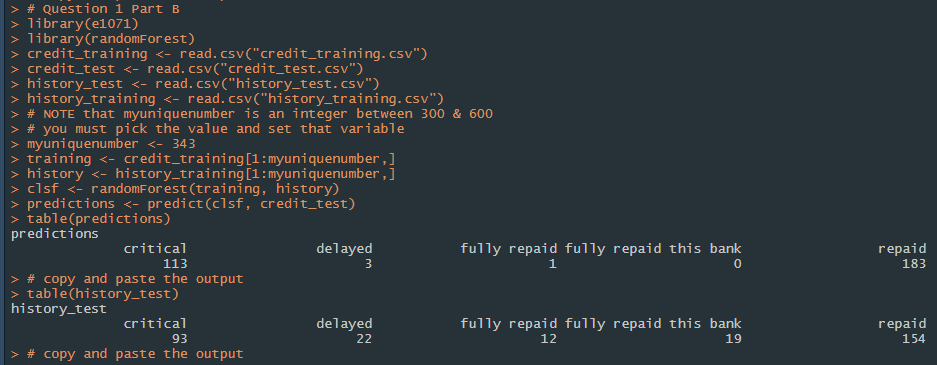 > # Question 1 Part B
> library(e1071)
> library(randomForest)
> credit_training <- read.csv("credit_training.csv")
> credit_test <- read.csv("credit_test.csv")
> history_test <- read.csv("history_test.csv")
> history_training <- read.csv("history_training.csv")
> # NOTE that myuniquenumber is an integer between 300 & 600
> # you must pick the value and set that variable
> myuniquenumber <- 343
> training <- credit_training[1:myuniquenumber,]
> history <- history_training[1:myuniquenumber,]
> clsf <- randomForest(training, history)
> predictions <- predict(clsf, credit_test)
> table(predictions)
predictions
critical delayed fully repaid fully repaid this bank repaid
113 3 1 0 183
> # copy and paste the output
> table(history_test)
history_test
critical delayed fully repaid fully repaid this bank repaid
93 22 12 19 154
> # copy and paste the output